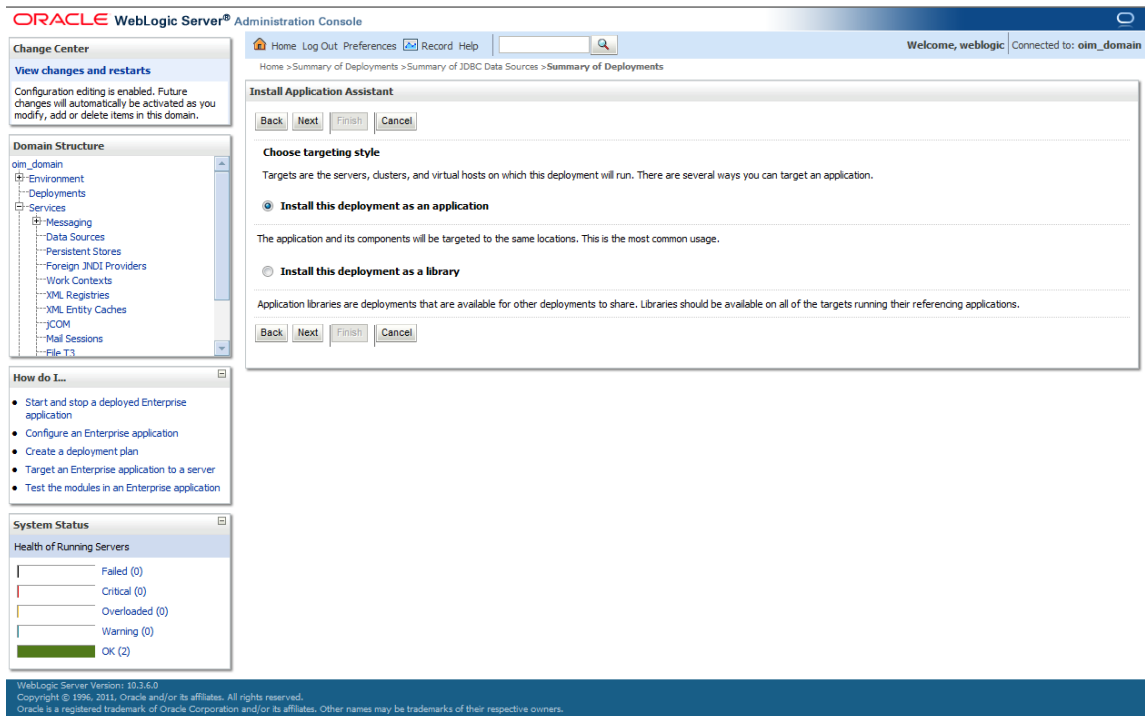 ORACLE WebLogic Server® Administration Console
Change Center
View changes and restarts
Configuration editing is enabled. Future
changes will automatically be activated as you
modify, add or delete items in this domain.
Domain Structure
oim_domain
Environment
Deployments
Services
Messaging
Data Sources
Persistent Stores
Foreign JNDI Providers
Work Contexts
XML Registries
XML Entity Caches
jCOM
Mail Sessions
File T3
How do I...
Start and stop a deployed Enterprise
application
Configure an Enterprise application
Create a deployment plan
Target an Enterprise application to a server
Test the modules in an Enterprise application
System Status
Health of Running Servers
Failed (0)
Critical (0)
Overloaded (0)
Warning (0)
OK (2)
Home Log Out Preferences Record Help
Welcome, weblogic Connected to: oim_domain
Home >Summary of Deployments >Summary of JDBC Data Sources >Summary of Deployments
Install Application Assistant
Back Next Finish Cancel
Choose targeting style
Targets are the servers, clusters, and virtual hosts on which this deployment will run. There are several ways you can target an application.
Install this deployment as an application
The application and its components will be targeted to the same locations. This is the most common usage.
Install this deployment as a library
Application libraries are deployments that are available for other deployments to share. Libraries should be available on all of the targets running their referencing applications.
Back Next Finish Cancel
WebLogic Server Version: 10.3.6.0
Copyright © 1996, 2011, Oracle and/or its affiliates. All rights reserved.
Oracle is a registered trademark of Oracle Corporation and/or its affiliates. Other names may be trademarks of their respective owners.